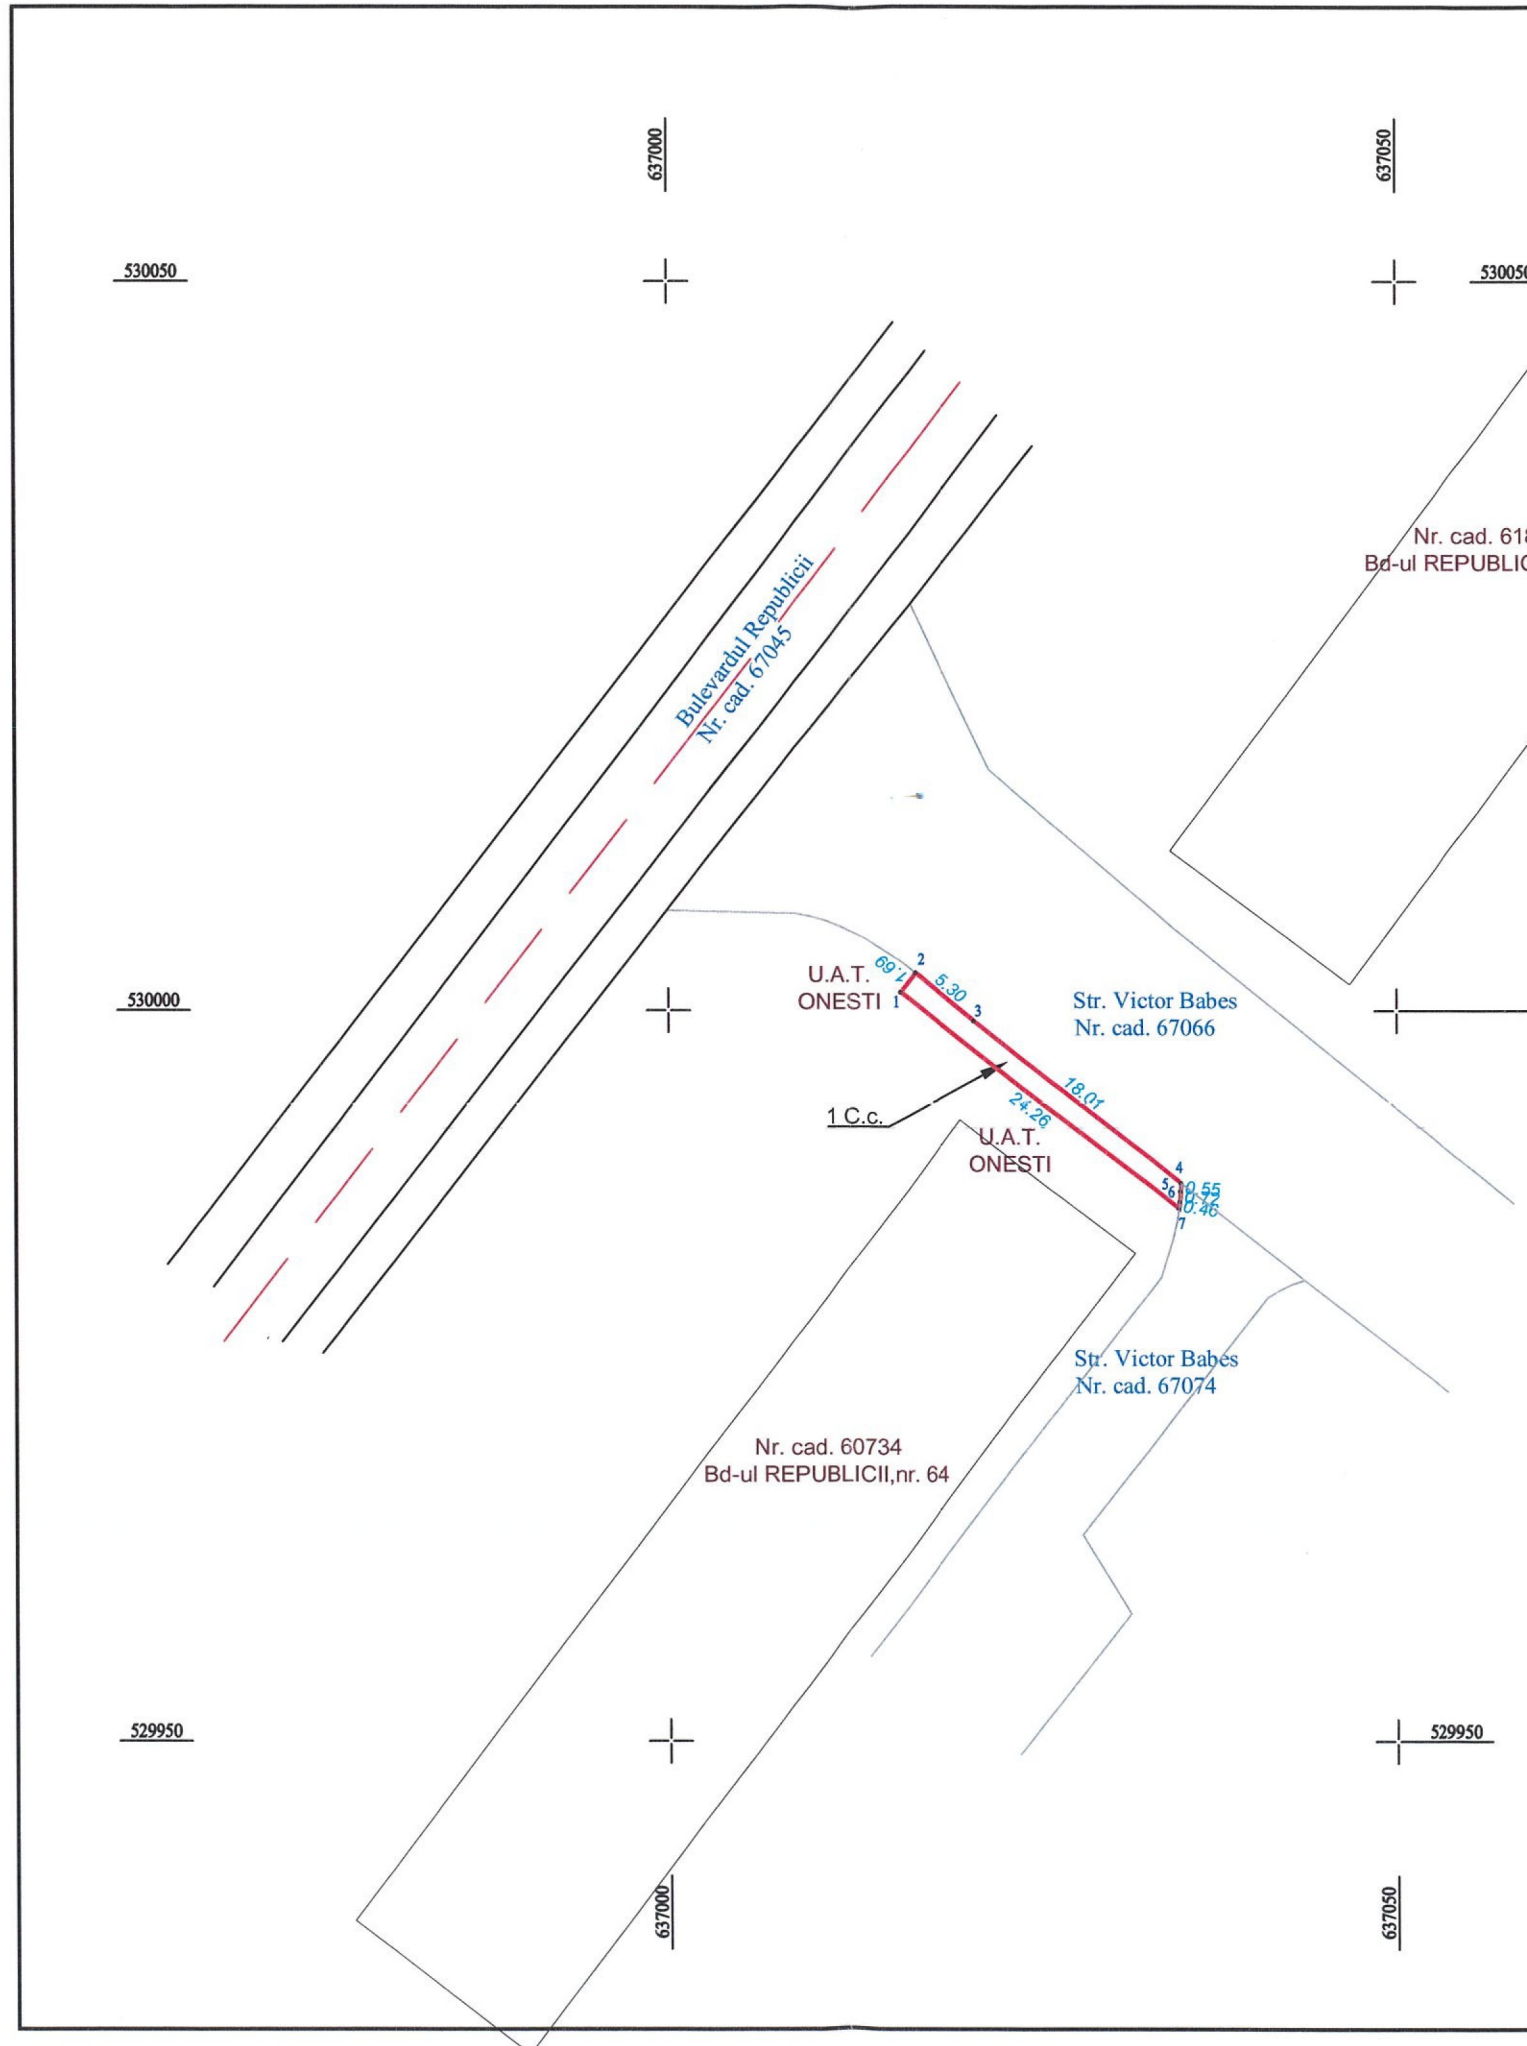 637000
637050
530050
530050
Nr. cad. 618
Bd-ul REPUBLIC
Bulevardul Republicii
Nr. cad. 67045
2
1.69
5.30
U.A.T.
ONESTI
1
3
530000
Str. Victor Babes
Nr. cad. 67066
18.01
24.26
1 C.c.
U.A.T.
ONESTI
4
5
0.55
6
0.72
0.46
7
Str. Victor Babes
Nr. cad. 67074
Nr. cad. 60734
Bd-ul REPUBLICII,nr. 64
529950
529950
637000
637050